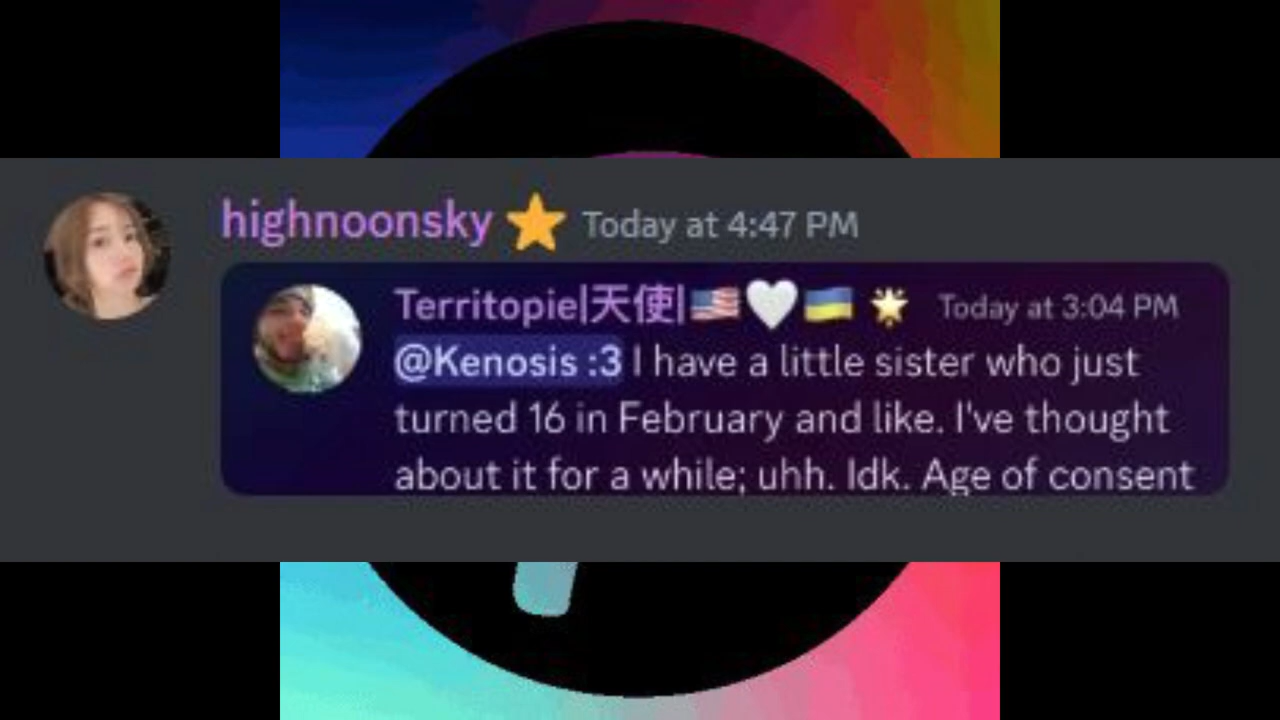 highnoonsky ⭐ Today at 4:47 PM
Territopie|天使|🇺🇸🤍🇺🇦 🌟 Today at 3:04 PM
@Kenosis :3 I have a little sister who just
turned 16 in February and like. I've thought
about it for a while; uhh. Idk. Age of consent